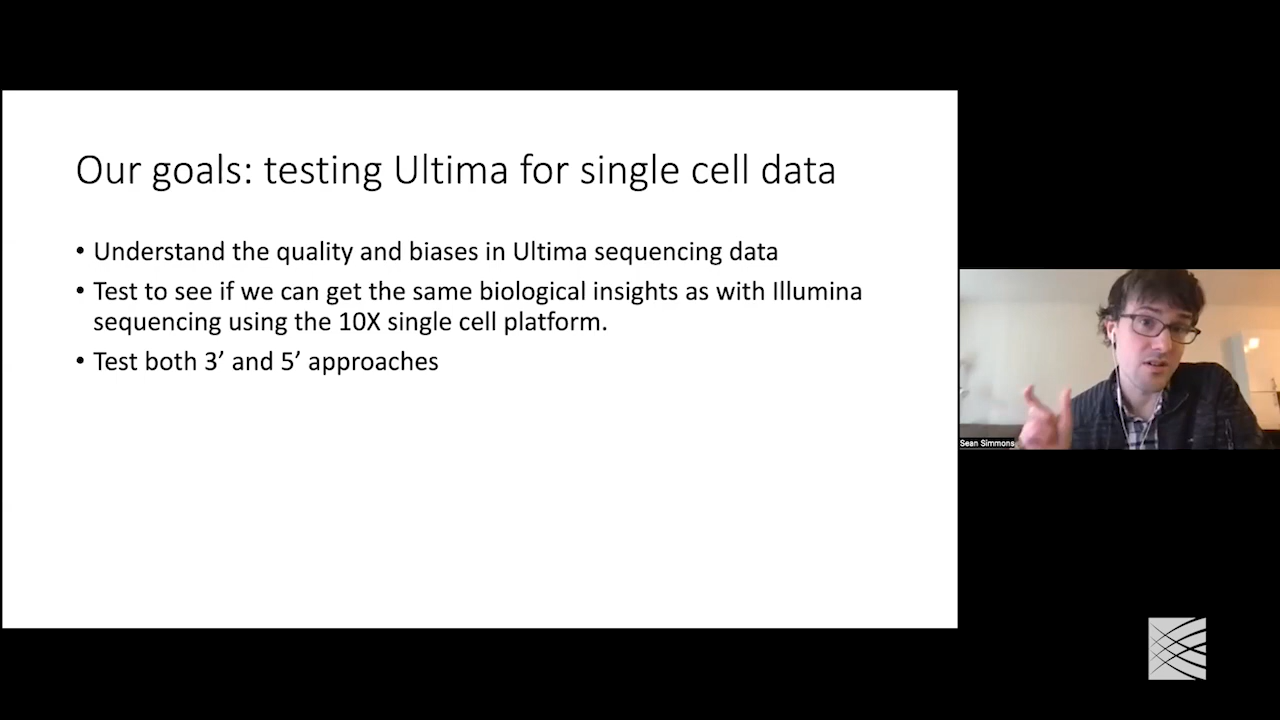 Our goals: testing Ultima for single cell data
• Understand the quality and biases in Ultima sequencing data
• Test to see if we can get the same biological insights as with Illumina
sequencing using the 10X single cell platform.
• Test both 3’ and 5’ approaches
Sean Simmons